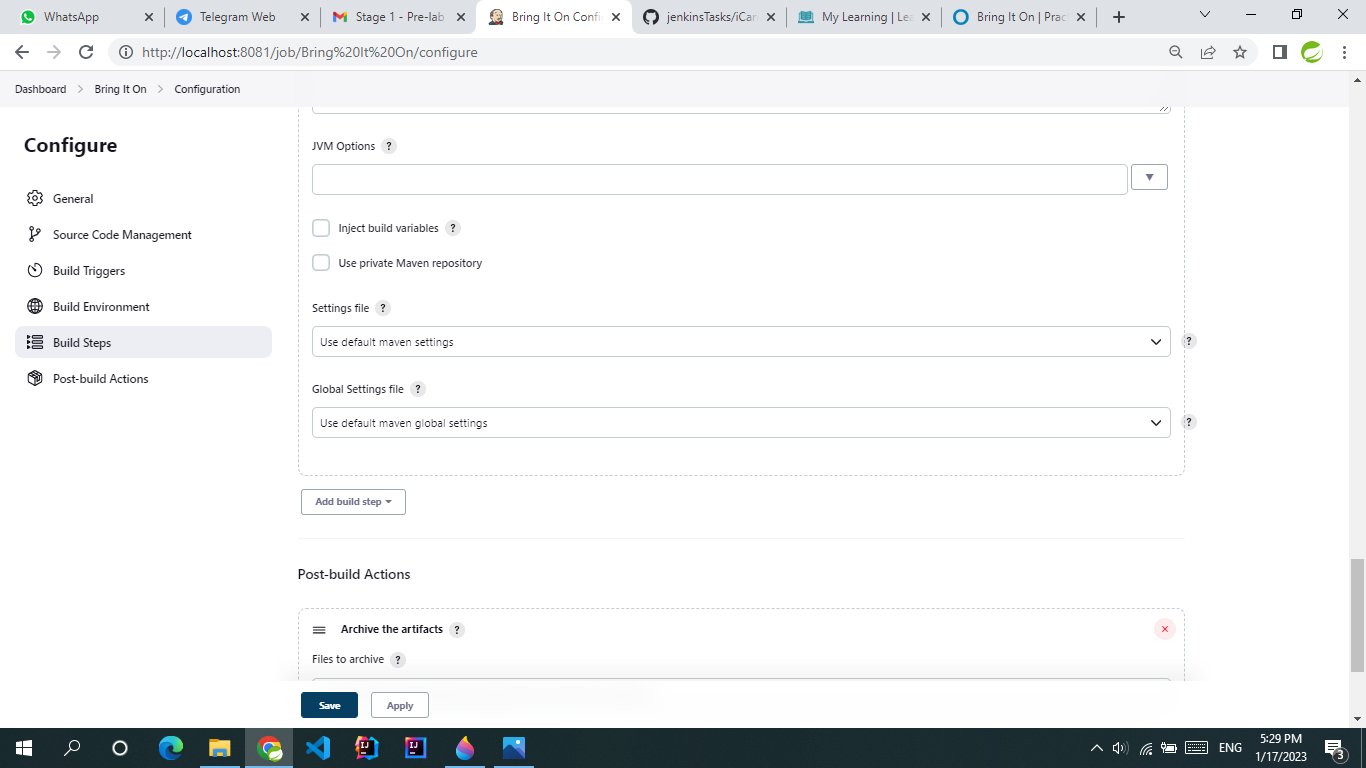 WhatsApp
Telegram Web
Stage 1 - Pre-lab
Bring It On Confi
jenkinsTasks/iCan
My Learning | Lea
Bring It On | Prac
http://localhost:8081/job/Bring%20It%20On/configure
Dashboard > Bring It On > Configuration
Configure
General
Source Code Management
Build Triggers
Build Environment
Build Steps
Post-build Actions
JVM Options ?
▼
Inject build variables ?
Use private Maven repository
Settings file ?
Use default maven settings ?
Global Settings file ?
Use default maven global settings ?
Add build step
Post-build Actions
Archive the artifacts ?
Files to archive ?
Save Apply
ENG
5:29 PM
1/17/2023
3